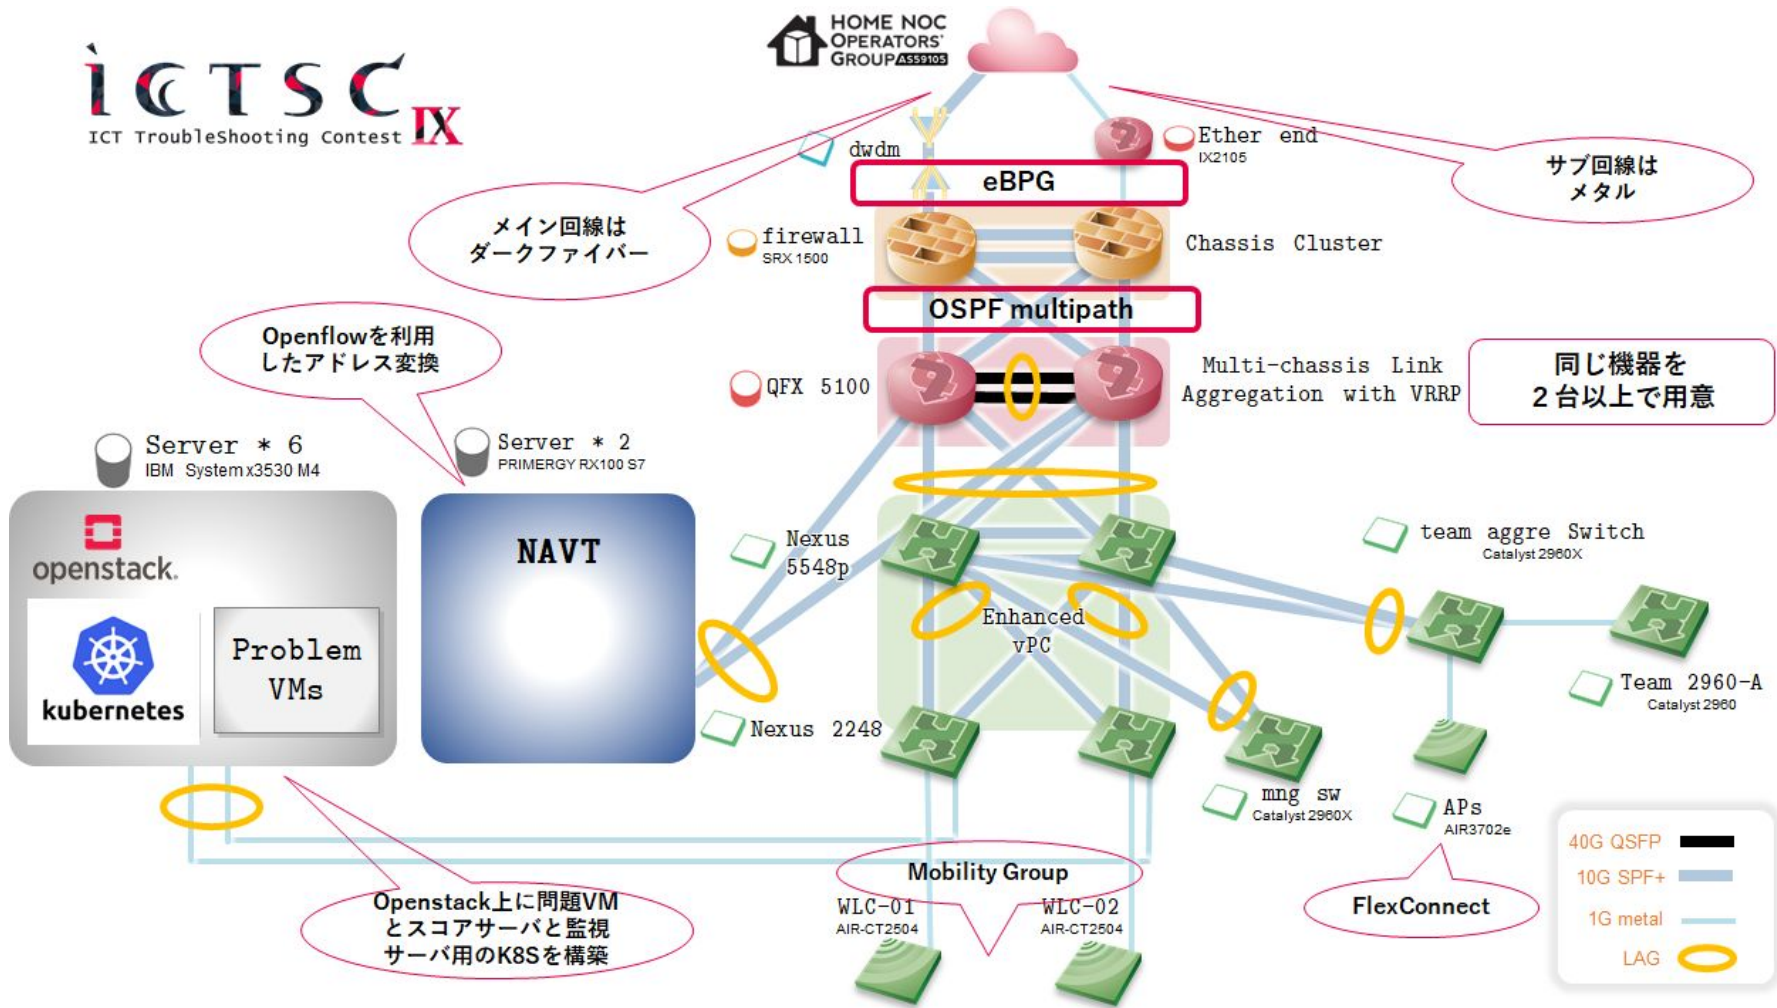 HOME NOC
OPERATORS'
GROUP AS59105
ICTSC IX
ICT TroubleShooting Contest
dwdm
Ether end
IX2105
eBPG
サブ回線は
メタル
メイン回線は
ダークファイバー
firewall
SRX 1500
Chassis Cluster
OSPF multipath
Openflowを利用
したアドレス変換
QFX 5100
Multi-chassis Link
Aggregation with VRRP
同じ機器を
2台以上で用意
Server * 6
IBM System x3530 M4
Server * 2
PRIMERGY RX100 S7
openstack.
kubernetes
Problem
VMs
NAVT
Nexus
5548p
team aggre Switch
Catalyst 2960X
Enhanced
vPC
Team 2960-A
Catalyst 2960
Nexus 2248
mng sw
Catalyst 2960X
APs
AIR3702e
Mobility Group
WLC-01
AIR-CT2504
WLC-02
AIR-CT2504
FlexConnect
Openstack上に問題VM
とスコアサーバと監視
サーバ用のK8Sを構築
40G QSFP
10G SPF+
1G metal
LAG